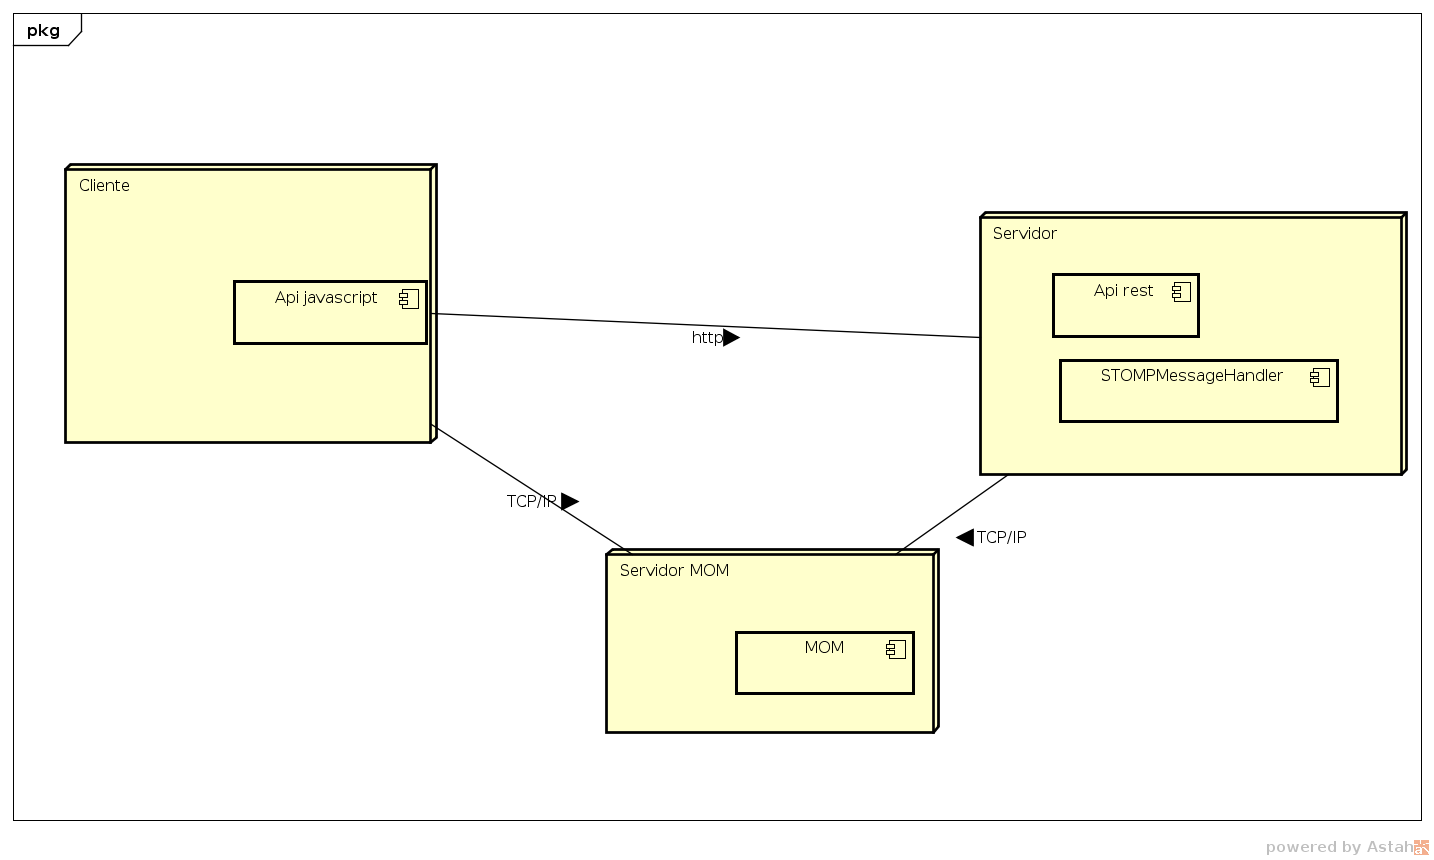 pkg
Cliente
Api javascript
Servidor
Api rest
STOMPMessageHandler
http
TCP/IP
TCP/IP
Servidor MOM
MOM
powered by Astah